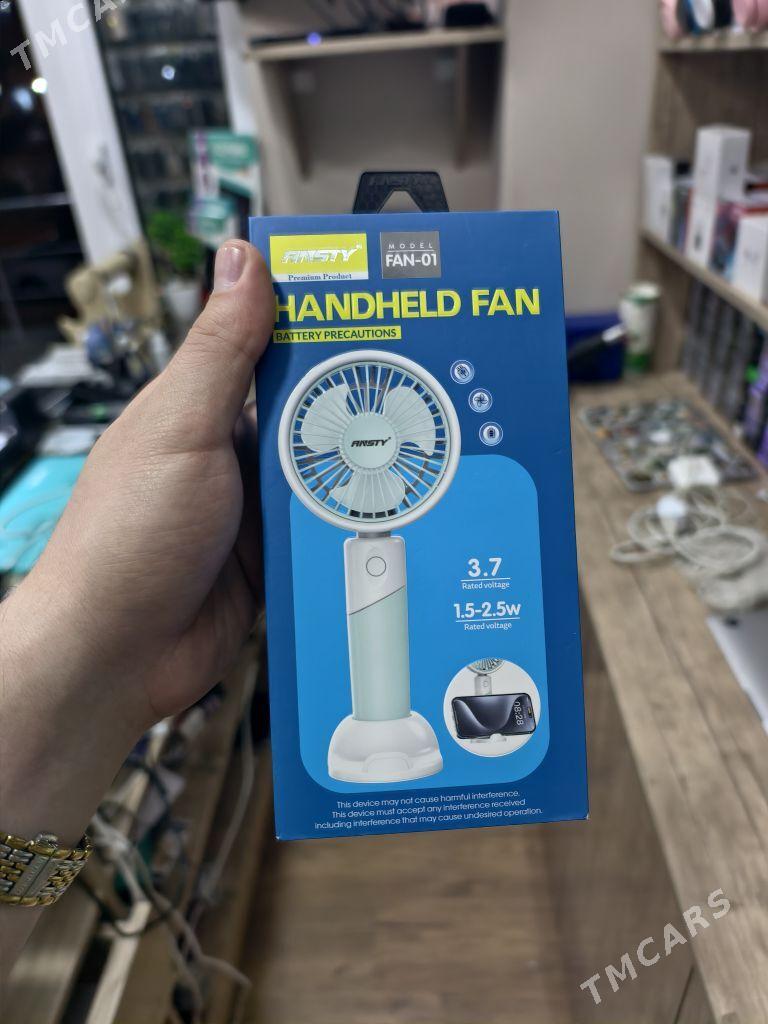 TMCARS
ANSTY
Premium Product
MODEL
FAN-01
HANDHELD FAN
BATTERY PRECAUTIONS
ANSTY
3.7
Rated voltage
1.5-2.5w
Rated voltage
08:28
This device may not cause harmful interference.
This device must accept any interference received
including interference that may cause undesired operation.
TMCARS